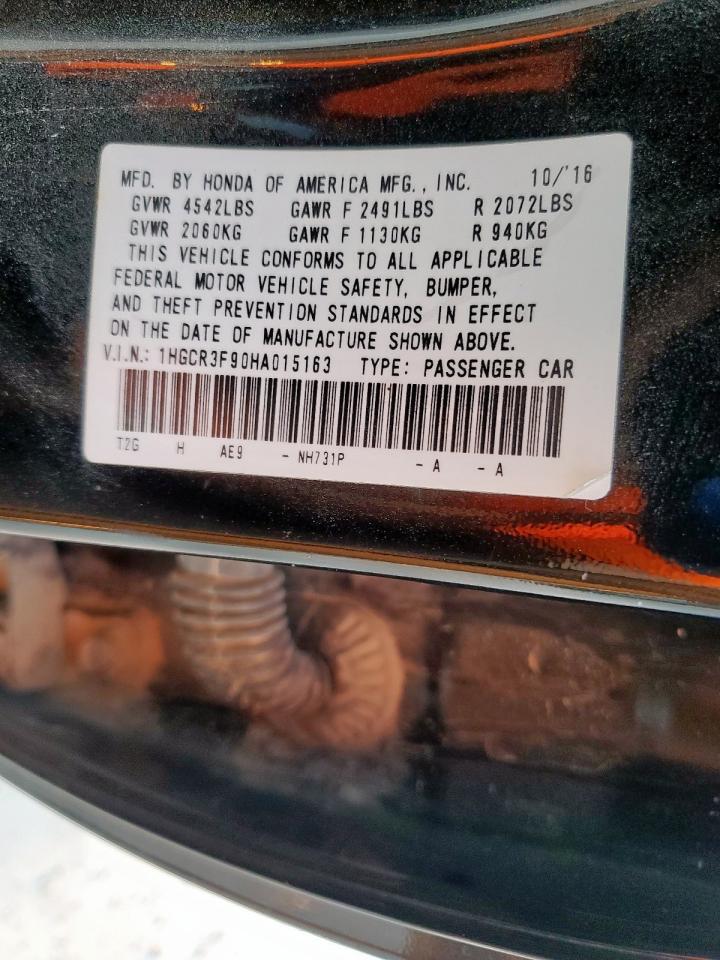 MFD. BY HONDA OF AMERICA MFG., INC. 10/'16
GVWR 4542LBS GAWR F 2491LBS R 2072LBS
GVWR 2060KG GAWR F 1130KG R 940KG
THIS VEHICLE CONFORMS TO ALL APPLICABLE
FEDERAL MOTOR VEHICLE SAFETY, BUMPER,
AND THEFT PREVENTION STANDARDS IN EFFECT
ON THE DATE OF MANUFACTURE SHOWN ABOVE.
V.I.N.: 1HGCR3F90HA015163 TYPE: PASSENGER CAR
T2G H AE9 - NH731P - A - A